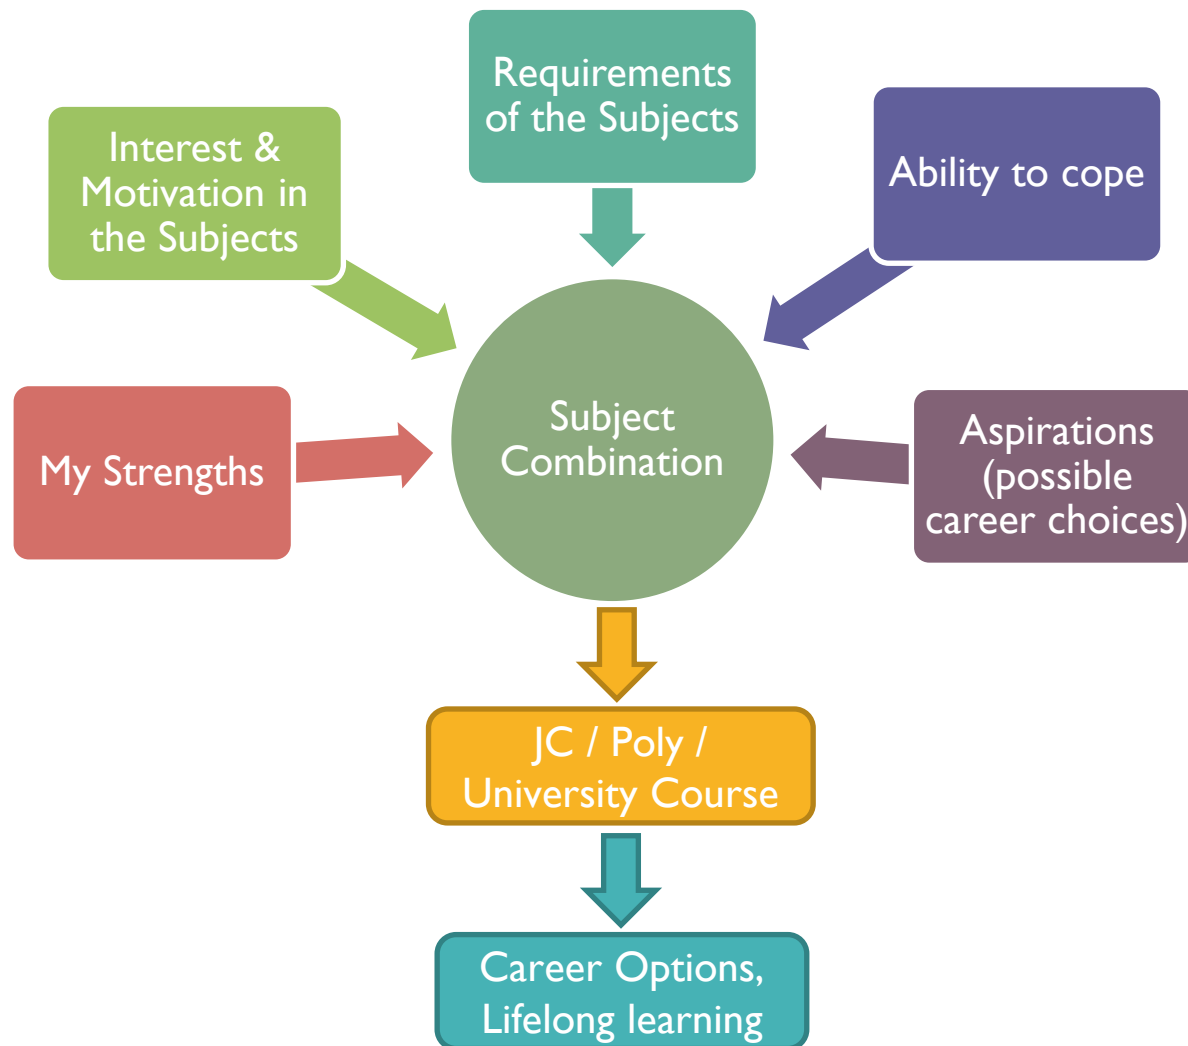 Requirements
of the Subjects
Interest &
Motivation in
the Subjects
Ability to cope
My Strengths
Subject
Combination
Aspirations
(possible
career choices)
JC / Poly /
University Course
Career Options,
Lifelong learning